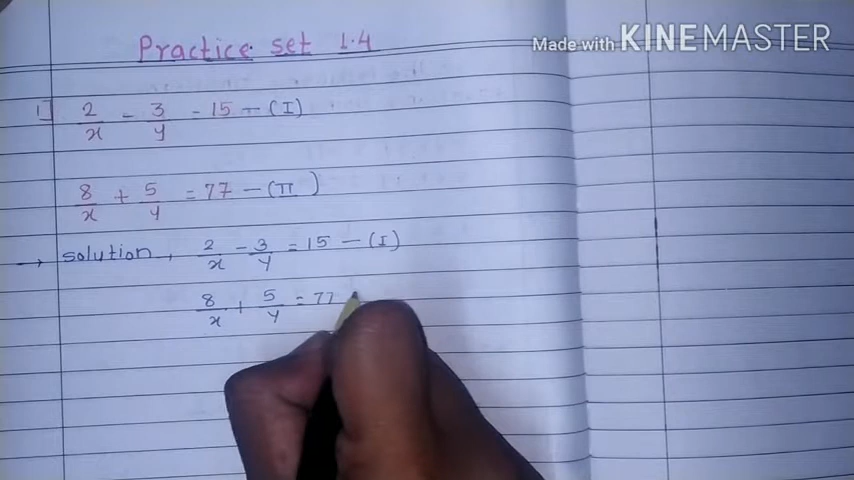 Made with KINEMASTER
Practice set 1.4
1] 2/x - 3/y = 15 - (I)
8/x + 5/y = 77 - (II)
→ solution, 2/x - 3/y = 15 - (I)
8/x + 5/y = 77